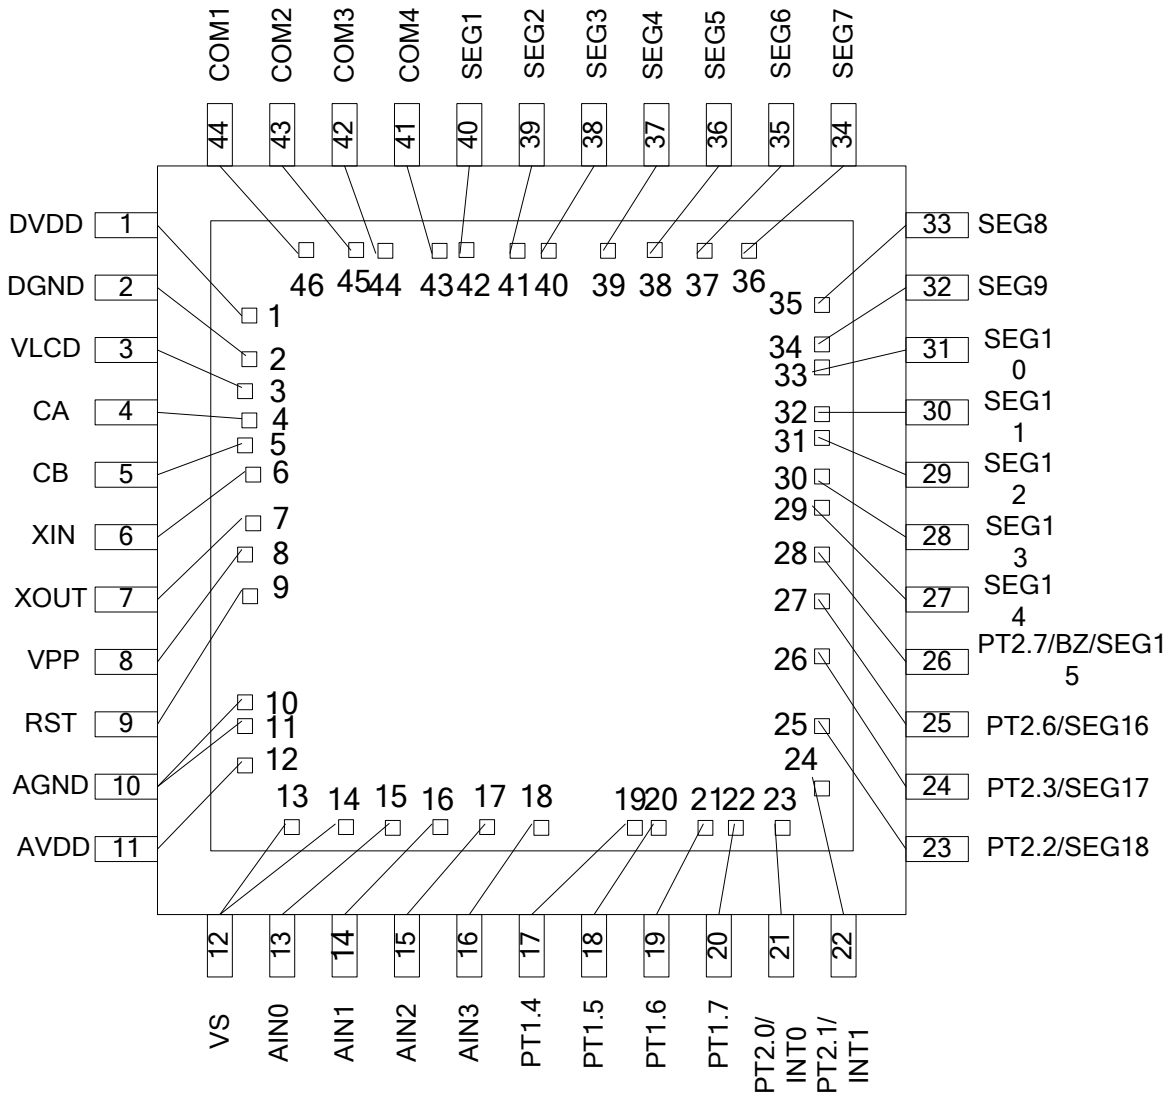 COM1
COM2
COM3
COM4
SEG1
SEG2
SEG3
SEG4
SEG5
SEG6
SEG7
44
43
42
41
40
39
38
37
36
35
34
DVDD 1
DGND 2
VLCD 3
CA 4
CB 5
XIN 6
XOUT 7
VPP 8
RST 9
AGND 10
AVDD 11
46
45
44
43
42
41
40
39
38
37
36
1
2
3
4
5
6
7
8
9
10
11
12
35
34
33
32
31
30
29
28
27
26
25
24
13
14
15
16
17
18
19
20
21
22
23
33 SEG8
32 SEG9
31 SEG1
0
30 SEG1
1
29 SEG1
2
28 SEG1
3
27 SEG1
4
26 PT2.7/BZ/SEG1
5
25 PT2.6/SEG16
24 PT2.3/SEG17
23 PT2.2/SEG18
12
13
14
15
16
17
18
19
20
21
22
VS
AIN0
AIN1
AIN2
AIN3
PT1.4
PT1.5
PT1.6
PT1.7
PT2.0/
INT0
PT2.1/
INT1